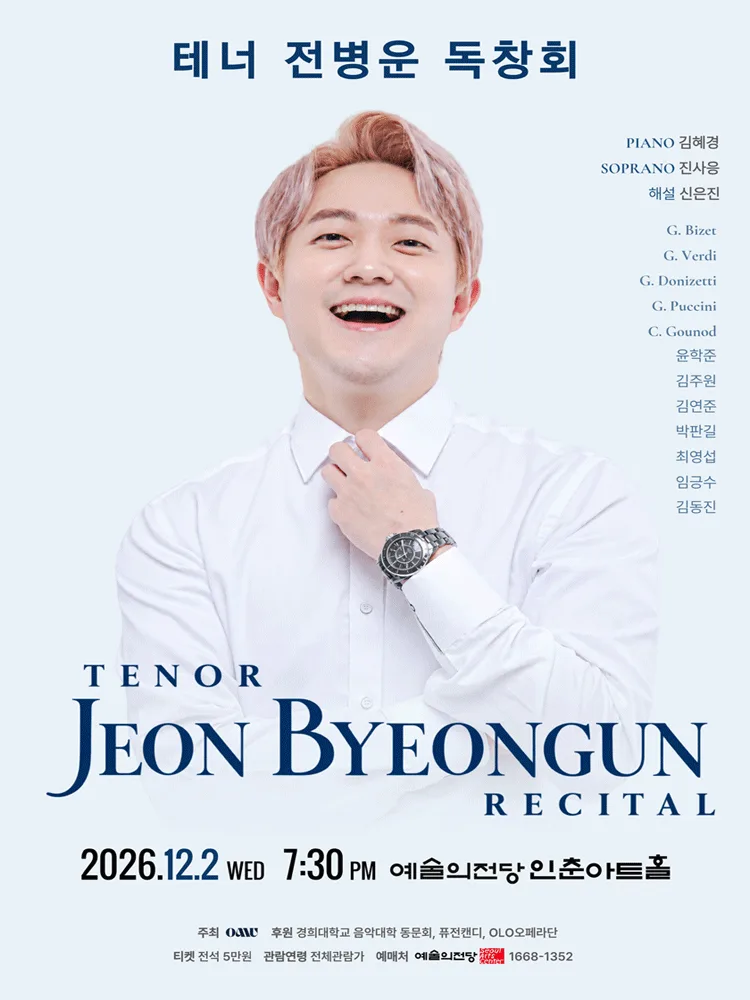 테너 전병운 독창회
PIANO 김혜경
SOPRANO 진사응
해설 신은진
G. Bizet
G. Verdi
G. Donizetti
G. Puccini
C. Gounod
윤학준
김주원
김연준
박판길
최영섭
임긍수
김동진
TENOR
JEON BYEONGUN
RECITAL
2026.12.2 WED 7:30 PM 예술의전당 인춘아트홀
주최 OMU 후원 경희대학교 음악대학 동문회, 퓨전캔디, OLO오페라단
티켓 전석 5만원 관람연령 전체관람가 예매처 예술의전당 Seoul Arts Center 1668-1352